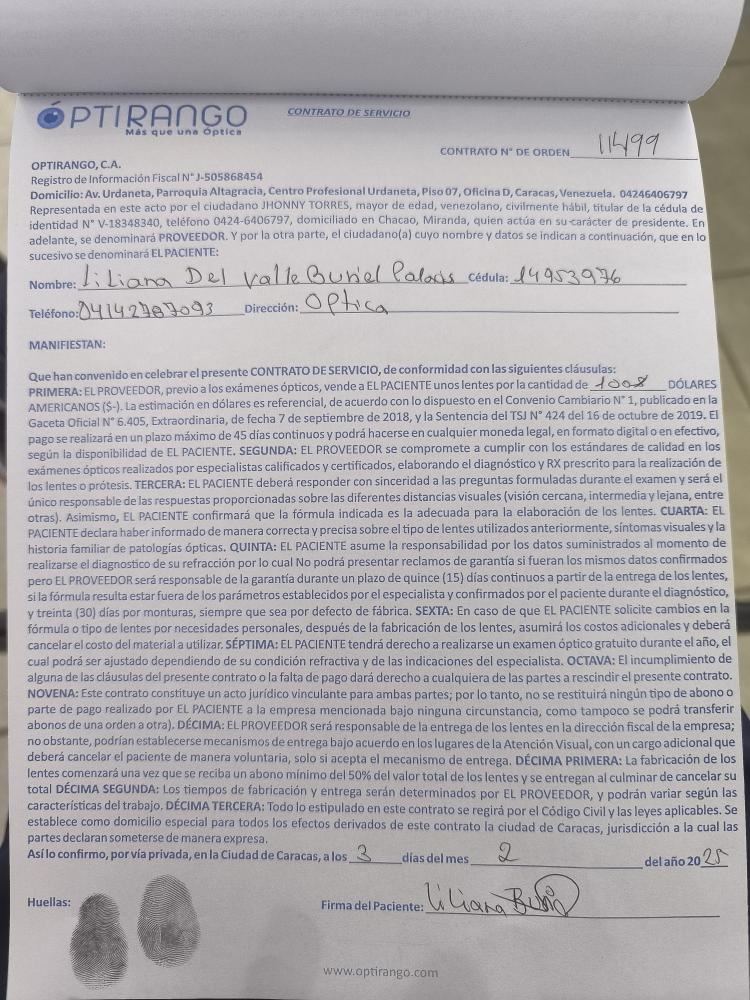 ÓPTIRANGO
Más que una Óptica
CONTRATO DE SERVICIO
CONTRATO N° DE ORDEN 11499
OPTIRANGO, C.A.
Registro de Información Fiscal N° J-505868454
Domicilio: Av. Urdaneta, Parroquia Altagracia, Centro Profesional Urdaneta, Piso 07, Oficina D, Caracas, Venezuela. 04246406797
Representada en este acto por el ciudadano JHONNY TORRES, mayor de edad, venezolano, civilmente hábil, titular de la cédula de
identidad N° V-18348340, teléfono 0424-6406797, domiciliado en Chacao, Miranda, quien actúa en su carácter de presidente. En
adelante, se denominará PROVEEDOR. Y por la otra parte, el ciudadano(a) cuyo nombre y datos se indican a continuación, que en lo
sucesivo se denominará EL PACIENTE:
Nombre: Liliana Del Valle Buriel Palacis Cédula: 14953976
Teléfono: 04142787093 Dirección: Optica
MANIFIESTAN:
Que han convenido en celebrar el presente CONTRATO DE SERVICIO, de conformidad con las siguientes cláusulas:
PRIMERA: EL PROVEEDOR, previo a los exámenes ópticos, vende a EL PACIENTE unos lentes por la cantidad de 1008 DÓLARES
AMERICANOS ($-). La estimación en dólares es referencial, de acuerdo con lo dispuesto en el Convenio Cambiario N° 1, publicado en la
Gaceta Oficial N° 6.405, Extraordinaria, de fecha 7 de septiembre de 2018, y la Sentencia del TSJ N° 424 del 16 de octubre de 2019. El
pago se realizará en un plazo máximo de 45 días continuos y podrá hacerse en cualquier moneda legal, en formato digital o en efectivo,
según la disponibilidad de EL PACIENTE. SEGUNDA: EL PROVEEDOR se compromete a cumplir con los estándares de calidad en los
exámenes ópticos realizados por especialistas calificados y certificados, elaborando el diagnóstico y RX prescrito para la realización de
los lentes o prótesis. TERCERA: EL PACIENTE deberá responder con sinceridad a las preguntas formuladas durante el examen y será el
único responsable de las respuestas proporcionadas sobre las diferentes distancias visuales (visión cercana, intermedia y lejana, entre
otras). Asimismo, EL PACIENTE confirmará que la fórmula indicada es la adecuada para la elaboración de los lentes. CUARTA: EL
PACIENTE declara haber informado de manera correcta y precisa sobre el tipo de lentes utilizados anteriormente, síntomas visuales y la
historia familiar de patologías ópticas. QUINTA: EL PACIENTE asume la responsabilidad por los datos suministrados al momento de
realizarse el diagnostico de su refracción por lo cual No podrá presentar reclamos de garantía si fueran los mismos datos confirmados
pero EL PROVEEDOR será responsable de la garantía durante un plazo de quince (15) días continuos a partir de la entrega de los lentes,
si la fórmula resulta estar fuera de los parámetros establecidos por el especialista y confirmados por el paciente durante el diagnóstico,
y treinta (30) días por monturas, siempre que sea por defecto de fábrica. SEXTA: En caso de que EL PACIENTE solicite cambios en la
fórmula o tipo de lentes por necesidades personales, después de la fabricación de los lentes, asumirá los costos adicionales y deberá
cancelar el costo del material a utilizar. SÉPTIMA: EL PACIENTE tendrá derecho a realizarse un examen óptico gratuito durante el año, el
cual podrá ser ajustado dependiendo de su condición refractiva y de las indicaciones del especialista. OCTAVA: El incumplimiento de
alguna de las cláusulas del presente contrato o la falta de pago dará derecho a cualquiera de las partes a rescindir el presente contrato.
NOVENA: Este contrato constituye un acto jurídico vinculante para ambas partes; por lo tanto, no se restituirá ningún tipo de abono o
parte de pago realizado por EL PACIENTE a la empresa mencionada bajo ninguna circunstancia, como tampoco se podrá transferir
abonos de una orden a otra). DÉCIMA: EL PROVEEDOR será responsable de la entrega de los lentes en la dirección fiscal de la empresa;
no obstante, podrían establecerse mecanismos de entrega bajo acuerdo en los lugares de la Atención Visual, con un cargo adicional que
deberá cancelar el paciente de manera voluntaria, solo si acepta el mecanismo de entrega. DÉCIMA PRIMERA: La fabricación de los
lentes comenzará una vez que se reciba un abono mínimo del 50% del valor total de los lentes y se entregan al culminar de cancelar su
total DÉCIMA SEGUNDA: Los tiempos de fabricación y entrega serán determinados por EL PROVEEDOR, y podrán variar según las
características del trabajo. DÉCIMA TERCERA: Todo lo estipulado en este contrato se regirá por el Código Civil y las leyes aplicables. Se
establece como domicilio especial para todos los efectos derivados de este contrato la ciudad de Caracas, jurisdicción a la cual las
partes declaran someterse de manera expresa.
Así lo confirmo, por vía privada, en la Ciudad de Caracas, a los 3 días del mes 2 del año 2025
Huellas:
Firma del Paciente: Liliana Buriel
www.optirango.com